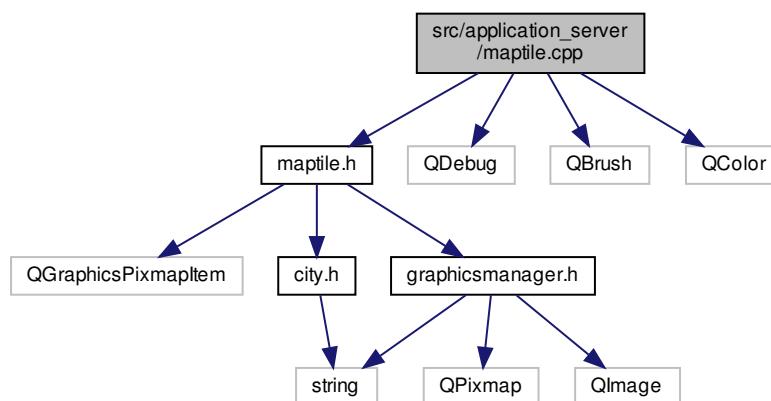 src/application_server
/maptile.cpp
maptile.h
QDebug
QBrush
QColor
QGraphicsPixmapItem
city.h
graphicsmanager.h
string
QPixmap
QImage